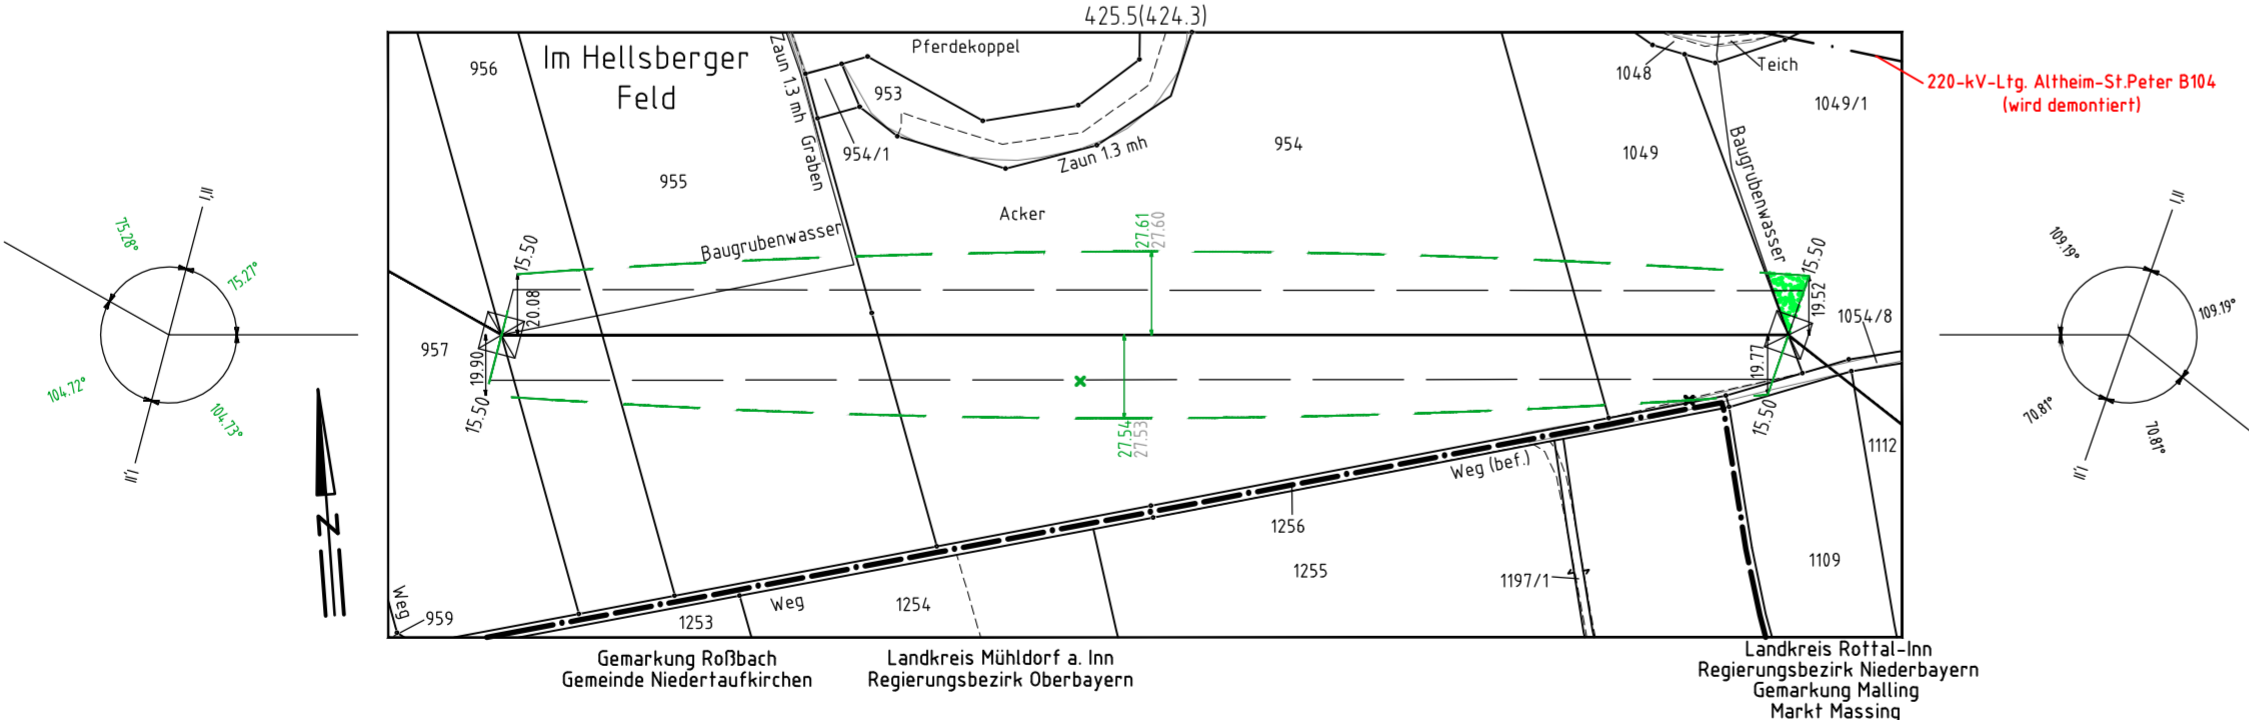 425.5(424.3)
Im Hellsberger
Feld
956
Zaun 1.3 mh
Graben
Pferdekoppel
953
954/1
Zaun 1.3 mh
954
955
Acker
1048
Teich
1049/1
1049
Baugrubenwasser
220-kV-Ltg. Altheim-St.Peter B104
(wird demontiert)
I,II
75.28°
75.27°
104.72°
104.73°
I,II
N
Baugrubenwasser
15.50
20.08
957
19.90
15.50
27.61
27.60
27.54
27.53
15.50
19.52
1054/8
19.77
15.50
I,II
109.19°
109.19°
70.81°
70.81°
I,II
1112
Weg (bef.)
1256
1255
1197/1
1109
Weg
959
1253
Weg
1254
Gemarkung Roßbach
Gemeinde Niedertaufkirchen
Landkreis Mühldorf a. Inn
Regierungsbezirk Oberbayern
Landkreis Rottal-Inn
Regierungsbezirk Niederbayern
Gemarkung Malling
Markt Massing